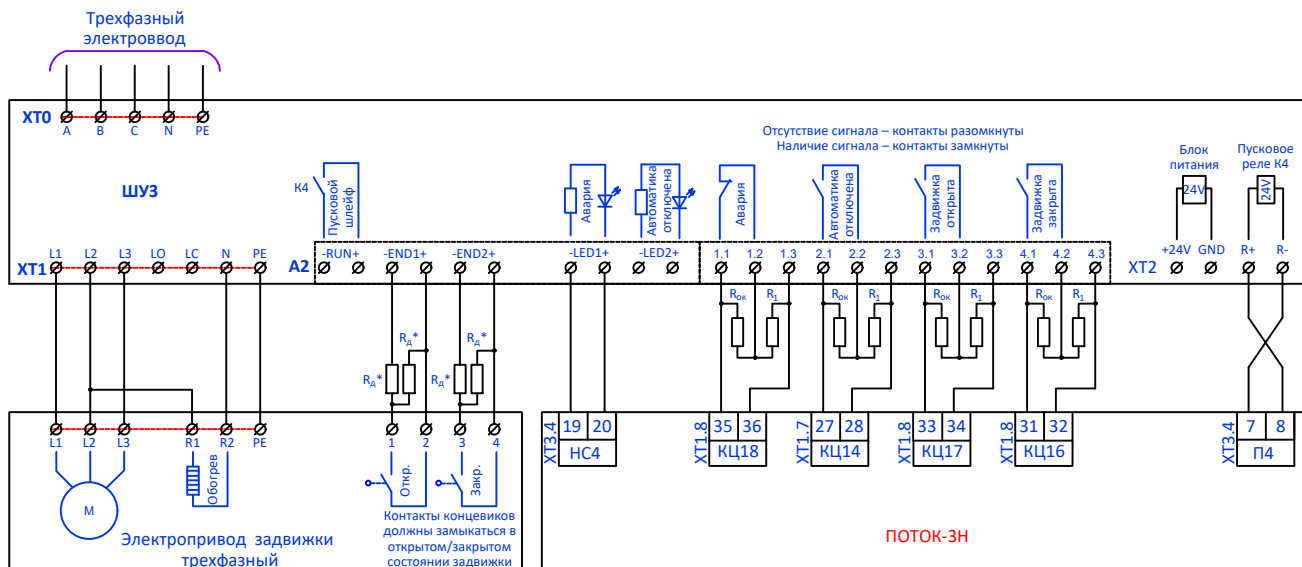 Трехфазный
электроввод
XT0
A B C N PE
ШУЗ
K4
Пусковой
шлейф
Авария
Автоматика
отключена
Отсутствие сигнала – контакты разомкнуты
Наличие сигнала – контакты замкнуты
Авария
Автоматика
отключена
Задвижка
открыта
Задвижка
закрыта
Блок
питания
24V
Пусковое
реле К4
24V
XT1
L1 L2 L3 LO LC N PE
A2
-RUN+ -END1+ -END2+ -LED1+ -LED2+
1.1 1.2 1.3 2.1 2.2 2.3 3.1 3.2 3.3 4.1 4.2 4.3
XT2
+24V GND R+ R-
Rок R1 Rок R1 Rок R1 Rок R1
Rд* Rд*
Rд* Rд*
L1 L2 L3 R1 R2 PE
1 2 3 4
Обогрев
M
Откр.
Закр.
Электропривод задвижки
трехфазный
Контакты концевиков
должны замыкаться в
открытом/закрытом
состоянии задвижки
XT3.4
19 20
НС4
XT1.8
35 36
КЦ18
XT1.7
27 28
КЦ14
XT1.8
33 34
КЦ17
XT1.8
31 32
КЦ16
XT3.4
7 8
П4
ПОТОК-3Н